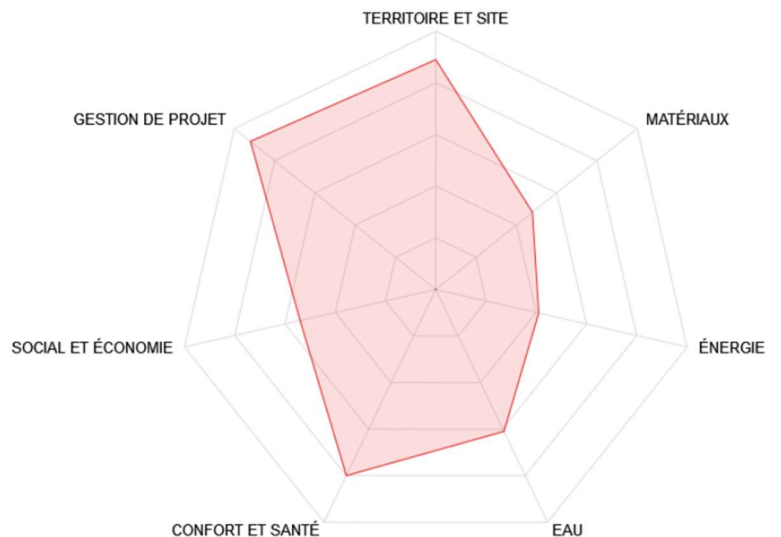 TERRITOIRE ET SITE
GESTION DE PROJET
MATÉRIAUX
SOCIAL ET ÉCONOMIE
ÉNERGIE
CONFORT ET SANTÉ
EAU